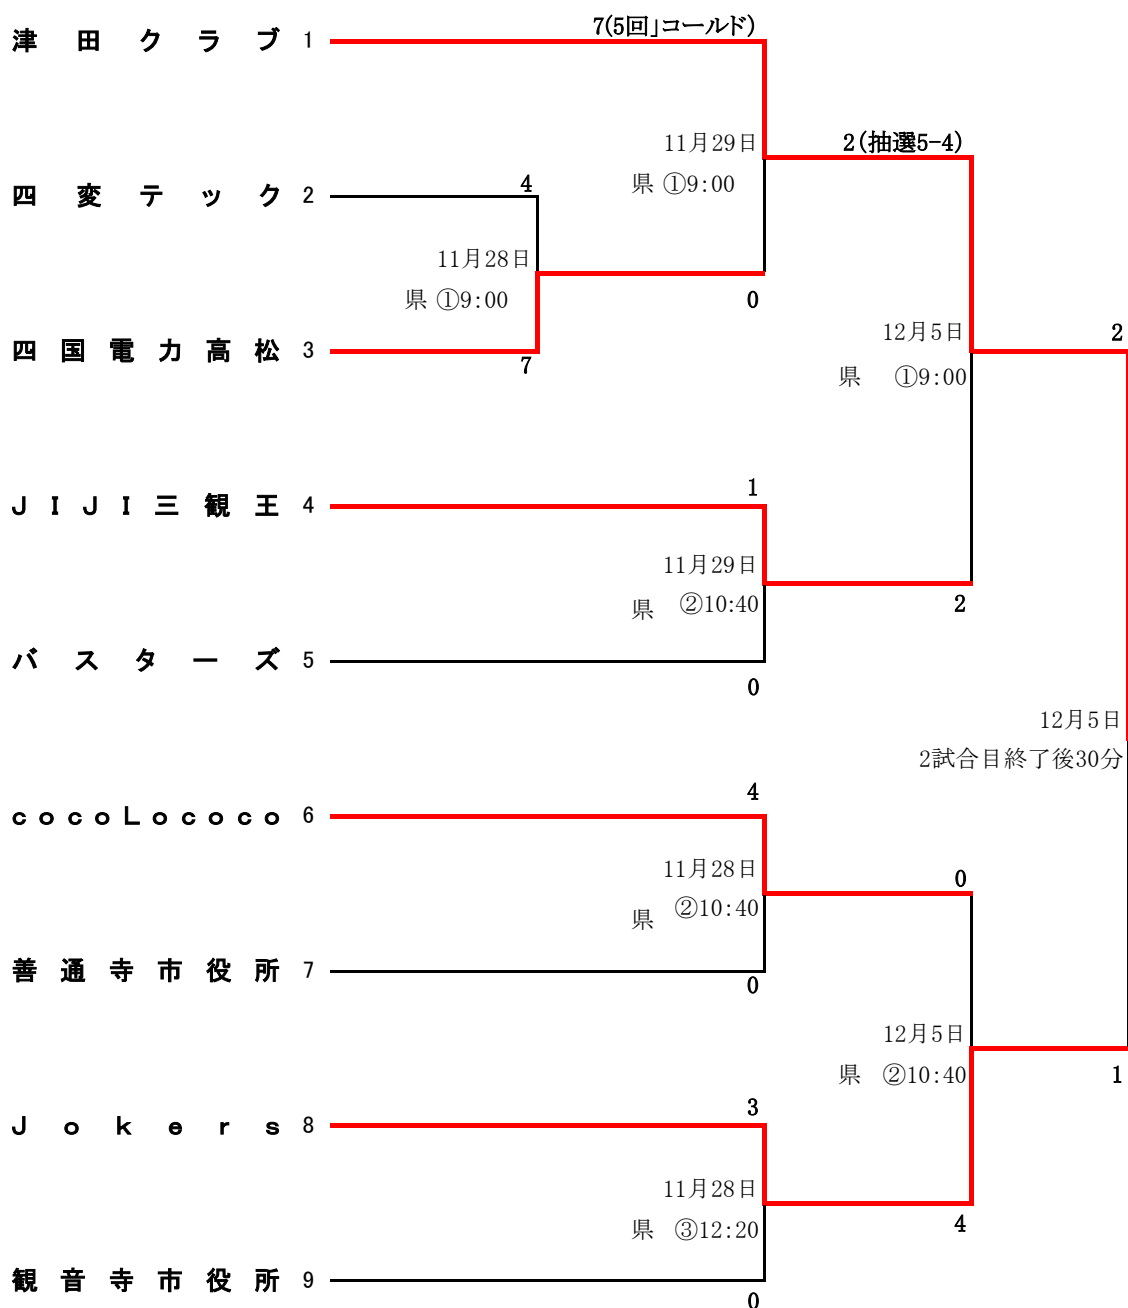 7(5回」コールド)
津田クラブ 1
11月29日
2(抽選5-4)
県 ①9:00
四変テック 2
4
11月28日
県 ①9:00
0
12月5日
2
四国電力高松 3
7
県 ①9:00
1
JIJI三観王 4
11月29日
県 ②10:40
2
バスターズ 5
0
12月5日
2試合目終了後30分
4
cocoLococo 6
11月28日
0
県 ②10:40
善通寺市役所 7
0
12月5日
県 ②10:40
1
3
Jokers 8
11月28日
県 ③12:20
4
観音寺市役所 9
0